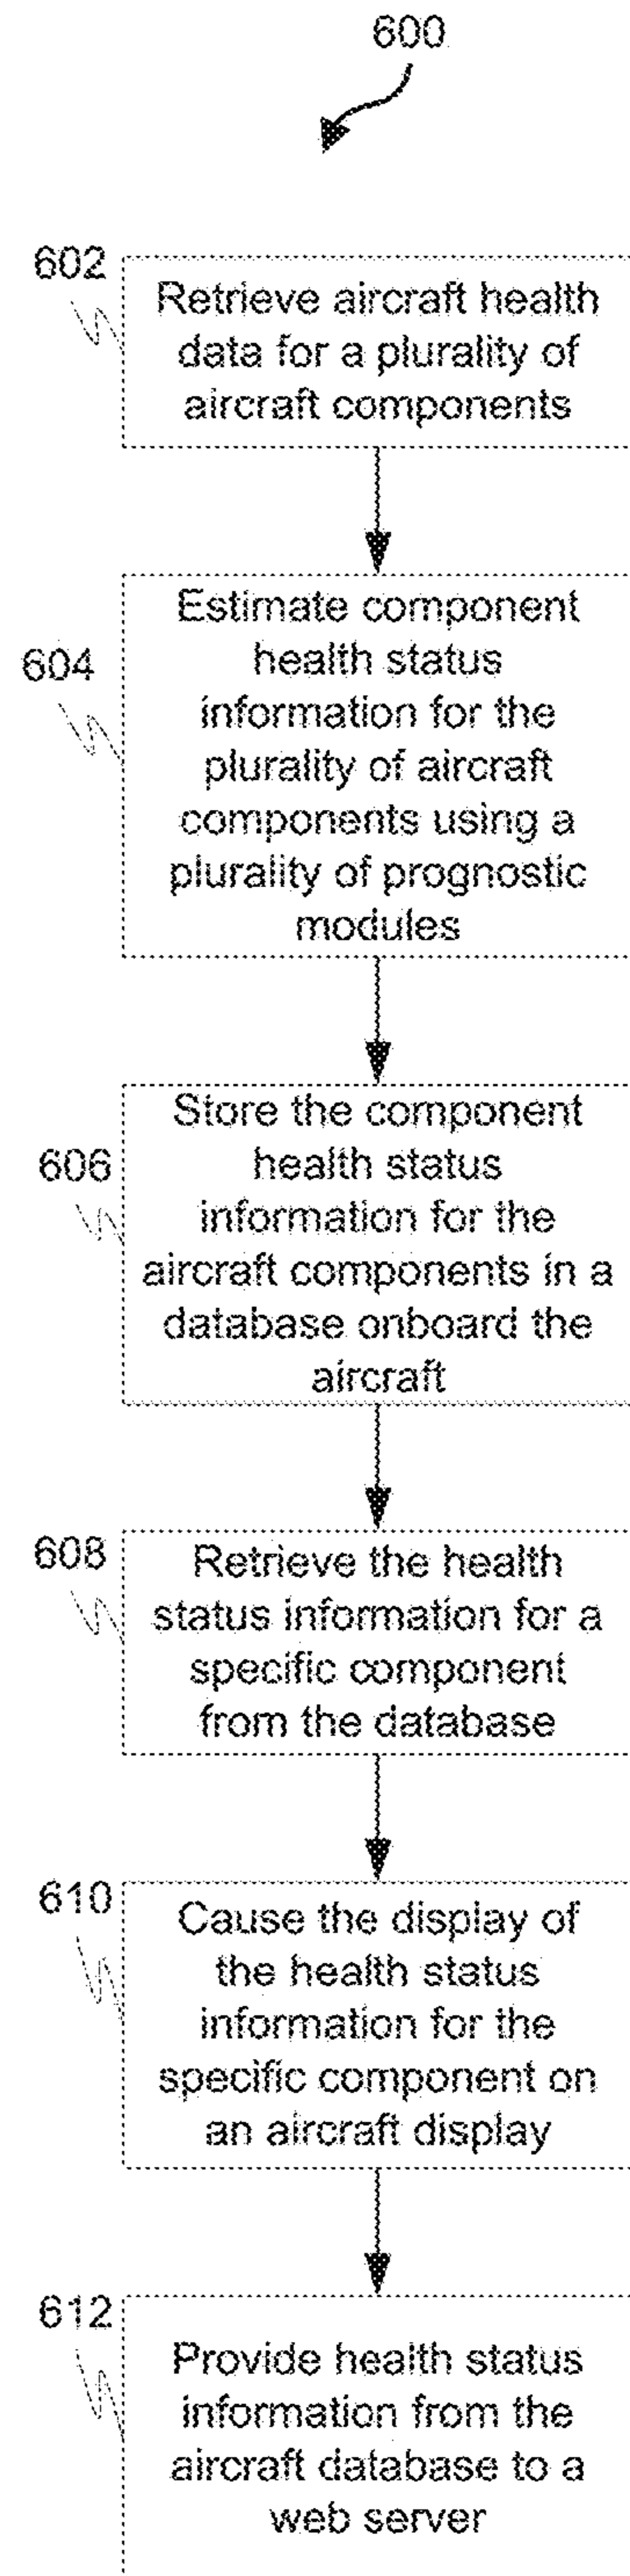 600
602
Retrieve aircraft health
data for a plurality of
aircraft components
604
Estimate component
health status
information for the
plurality of aircraft
components using a
plurality of prognostic
modules
606
Store the component
health status
information for the
aircraft components in a
database onboard the
aircraft
608
Retrieve the health
status information for a
specific component
from the database
610
Cause the display of
the health status
information for the
specific component on
an aircraft display
612
Provide health status
information from the
aircraft database to a
web server